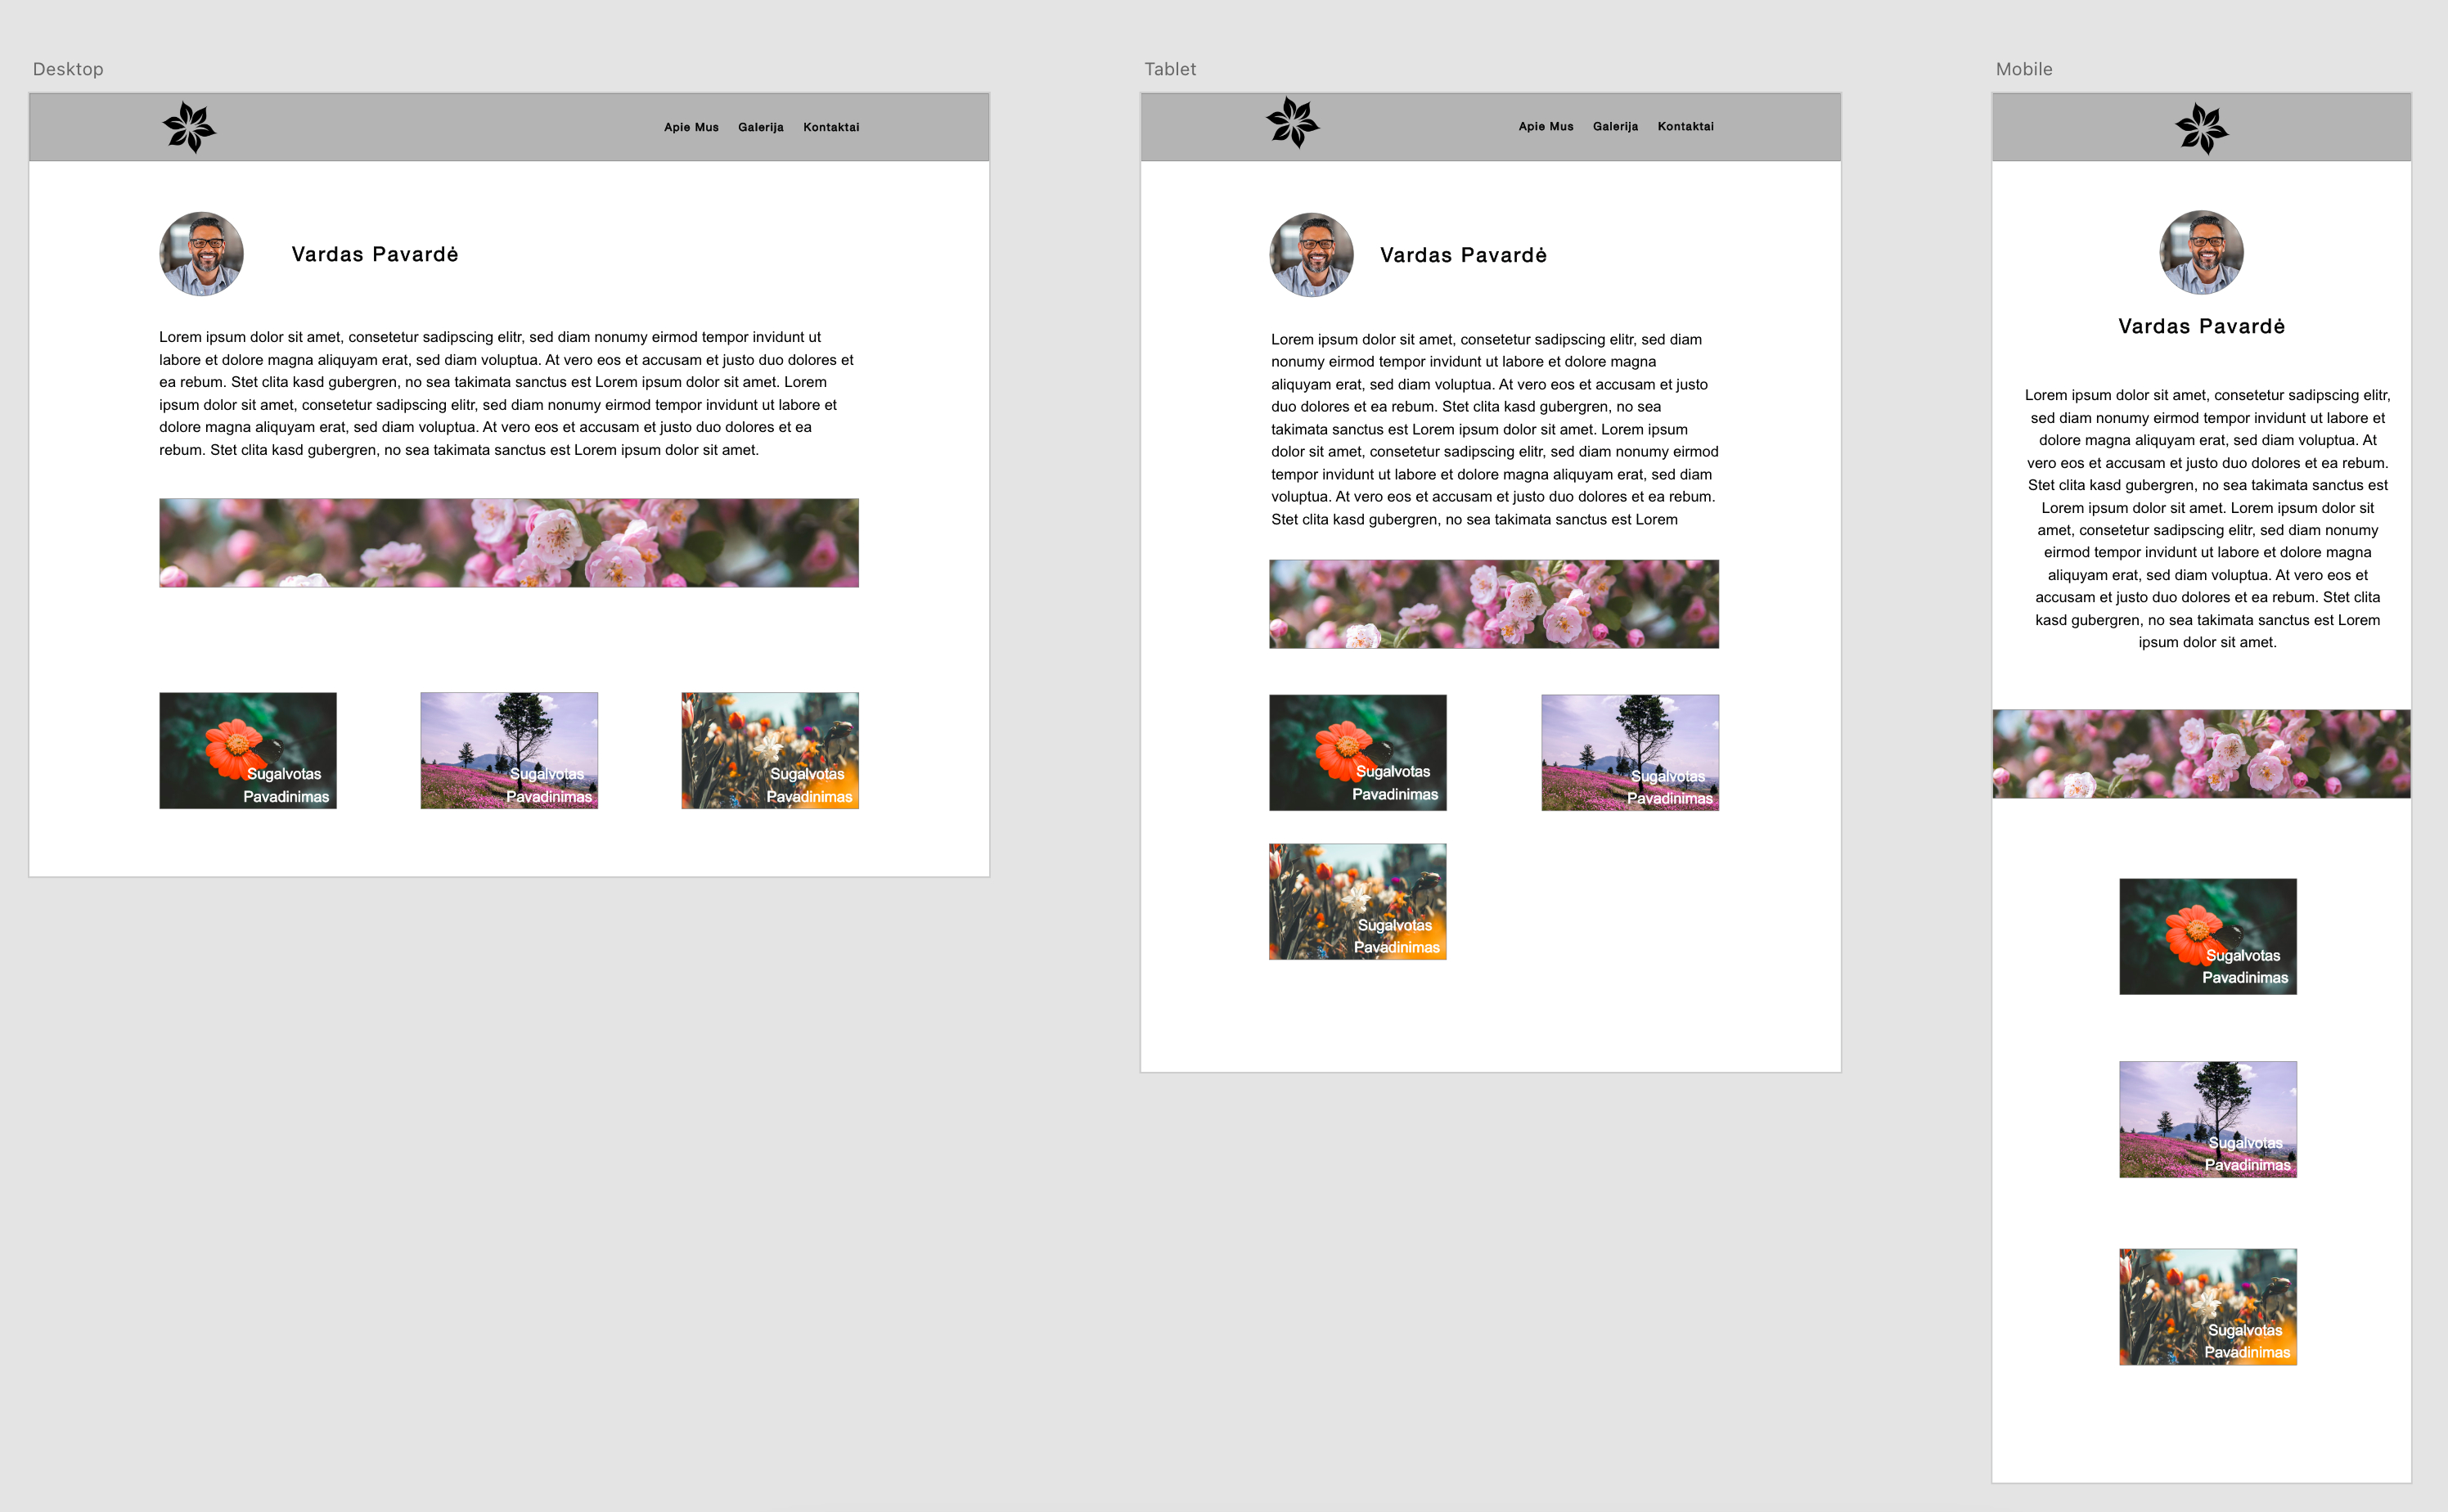 Desktop
Apie Mus Galerija Kontaktai
Vardas Pavardė
Lorem ipsum dolor sit amet, consetetur sadipscing elitr, sed diam nonumy eirmod tempor invidunt ut
labore et dolore magna aliquyam erat, sed diam voluptua. At vero eos et accusam et justo duo dolores et
ea rebum. Stet clita kasd gubergren, no sea takimata sanctus est Lorem ipsum dolor sit amet. Lorem
ipsum dolor sit amet, consetetur sadipscing elitr, sed diam nonumy eirmod tempor invidunt ut labore et
dolore magna aliquyam erat, sed diam voluptua. At vero eos et accusam et justo duo dolores et ea
rebum. Stet clita kasd gubergren, no sea takimata sanctus est Lorem ipsum dolor sit amet.
Sugalvotas
Pavadinimas
Sugalvotas
Pavadinimas
Sugalvotas
Pavadinimas
Tablet
Apie Mus Galerija Kontaktai
Vardas Pavardė
Lorem ipsum dolor sit amet, consetetur sadipscing elitr, sed diam
nonumy eirmod tempor invidunt ut labore et dolore magna
aliquyam erat, sed diam voluptua. At vero eos et accusam et justo
duo dolores et ea rebum. Stet clita kasd gubergren, no sea
takimata sanctus est Lorem ipsum dolor sit amet. Lorem ipsum
dolor sit amet, consetetur sadipscing elitr, sed diam nonumy eirmod
tempor invidunt ut labore et dolore magna aliquyam erat, sed diam
voluptua. At vero eos et accusam et justo duo dolores et ea rebum.
Stet clita kasd gubergren, no sea takimata sanctus est Lorem
Sugalvotas
Pavadinimas
Sugalvotas
Pavadinimas
Sugalvotas
Pavadinimas
Mobile
Vardas Pavardė
Lorem ipsum dolor sit amet, consetetur sadipscing elitr,
sed diam nonumy eirmod tempor invidunt ut labore et
dolore magna aliquyam erat, sed diam voluptua. At
vero eos et accusam et justo duo dolores et ea rebum.
Stet clita kasd gubergren, no sea takimata sanctus est
Lorem ipsum dolor sit amet. Lorem ipsum dolor sit
amet, consetetur sadipscing elitr, sed diam nonumy
eirmod tempor invidunt ut labore et dolore magna
aliquyam erat, sed diam voluptua. At vero eos et
accusam et justo duo dolores et ea rebum. Stet clita
kasd gubergren, no sea takimata sanctus est Lorem
ipsum dolor sit amet.
Sugalvotas
Pavadinimas
Sugalvotas
Pavadinimas
Sugalvotas
Pavadinimas